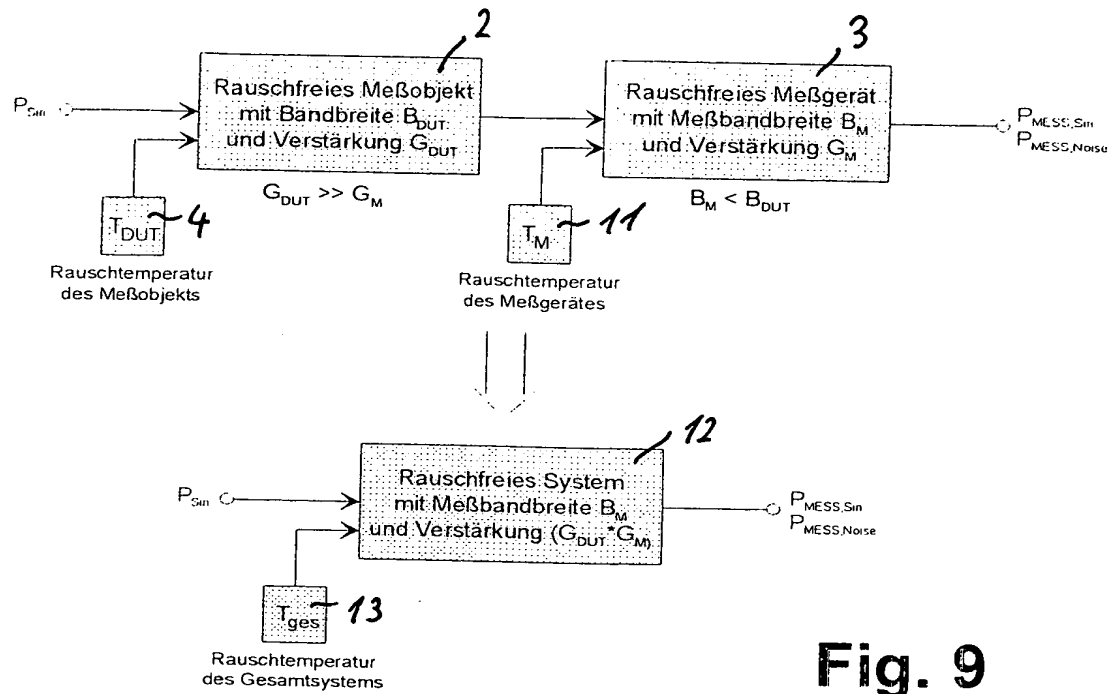 2
3
Rauschfreies Meßobjekt
mit Bandbreite B_DUT
und Verstärkung G_DUT
Rauschfreies Meßgerät
mit Meßbandbreite B_M
und Verstärkung G_M
P_Sin
P_MESS,Sin
P_MESS,Noise
G_DUT >> G_M
B_M < B_DUT
T_DUT
4
T_M
11
Rauschtemperatur
des Meßobjekts
Rauschtemperatur
des Meßgerätes
12
Rauschfreies System
mit Meßbandbreite B_M
und Verstärkung (G_DUT*G_M)
P_Sin
P_MESS,Sin
P_MESS,Noise
T_ges
13
Rauschtemperatur
des Gesamtsystems
Fig. 9